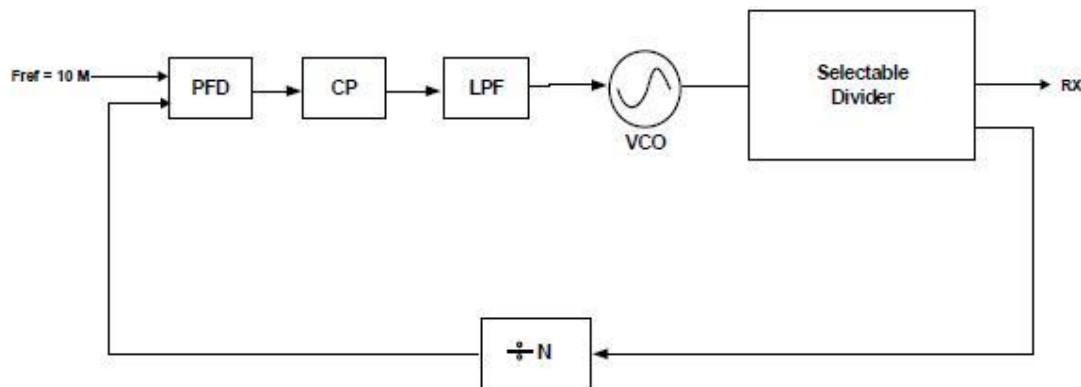 Fref = 10 M
PFD
CP
LPF
VCO
Selectable
Divider
RX
÷ N